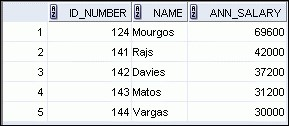 ID_NUMBER NAME ANN_SALARY
1 124 Mourgos 69600
2 141 Rajs 42000
3 142 Davies 37200
4 143 Matos 31200
5 144 Vargas 30000